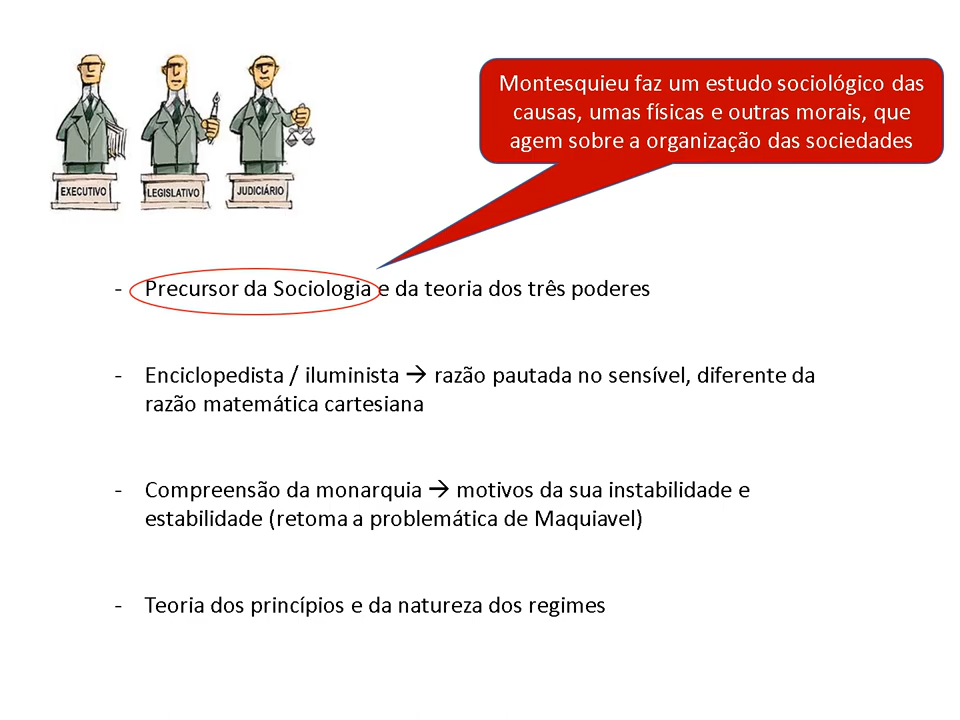 Montesquieu faz um estudo sociológico das
causas, umas físicas e outras morais, que
agem sobre a organização das sociedades
EXECUTIVO
LEGISLATIVO
JUDICIÁRIO
- Precursor da Sociologia e da teoria dos três poderes
- Enciclopedista / iluminista → razão pautada no sensível, diferente da
razão matemática cartesiana
- Compreensão da monarquia → motivos da sua instabilidade e
estabilidade (retoma a problemática de Maquiavel)
- Teoria dos princípios e da natureza dos regimes